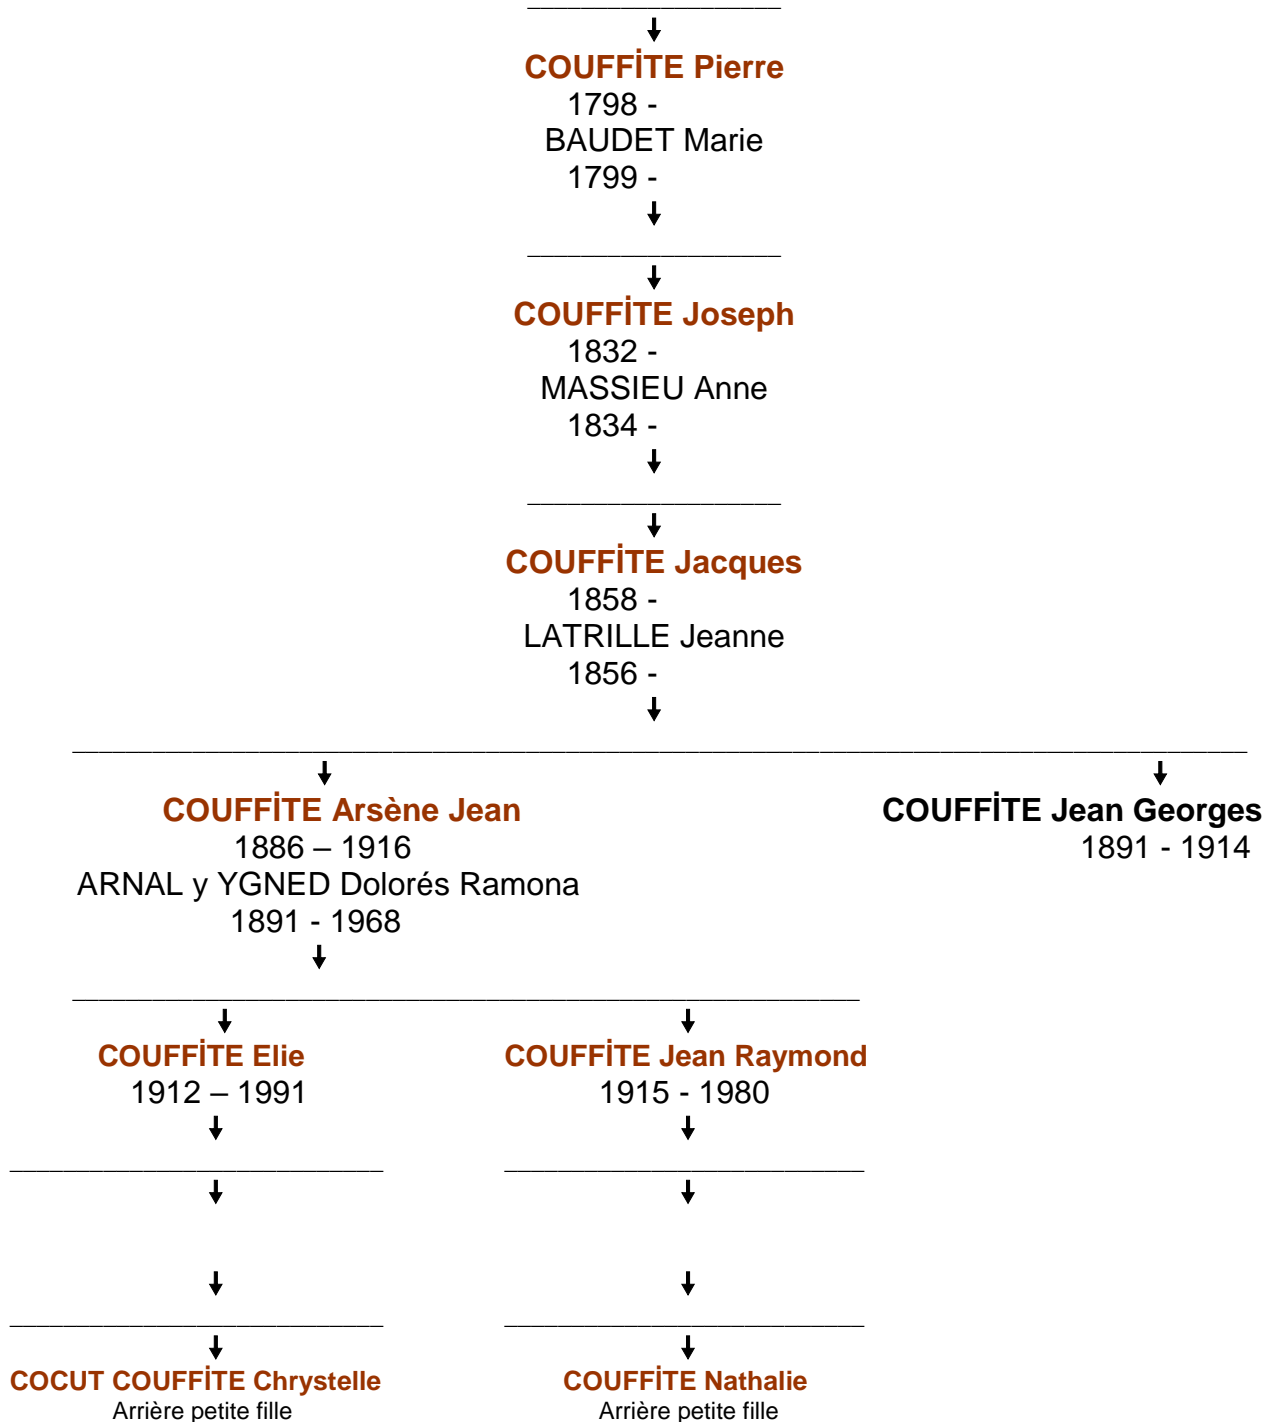 COUFFİTE Pierre
1798 -
BAUDET Marie
1799 -
COUFFİTE Joseph
1832 -
MASSIEU Anne
1834 -
COUFFİTE Jacques
1858 -
LATRILLE Jeanne
1856 -
COUFFİTE Arsène Jean
1886 – 1916
ARNAL y YGNED Dolorés Ramona
1891 - 1968
COUFFİTE Jean Georges
1891 - 1914
COUFFİTE Elie
1912 – 1991
COUFFİTE Jean Raymond
1915 - 1980
COCUT COUFFİTE Chrystelle
Arrière petite fille
COUFFİTE Nathalie
Arrière petite fille